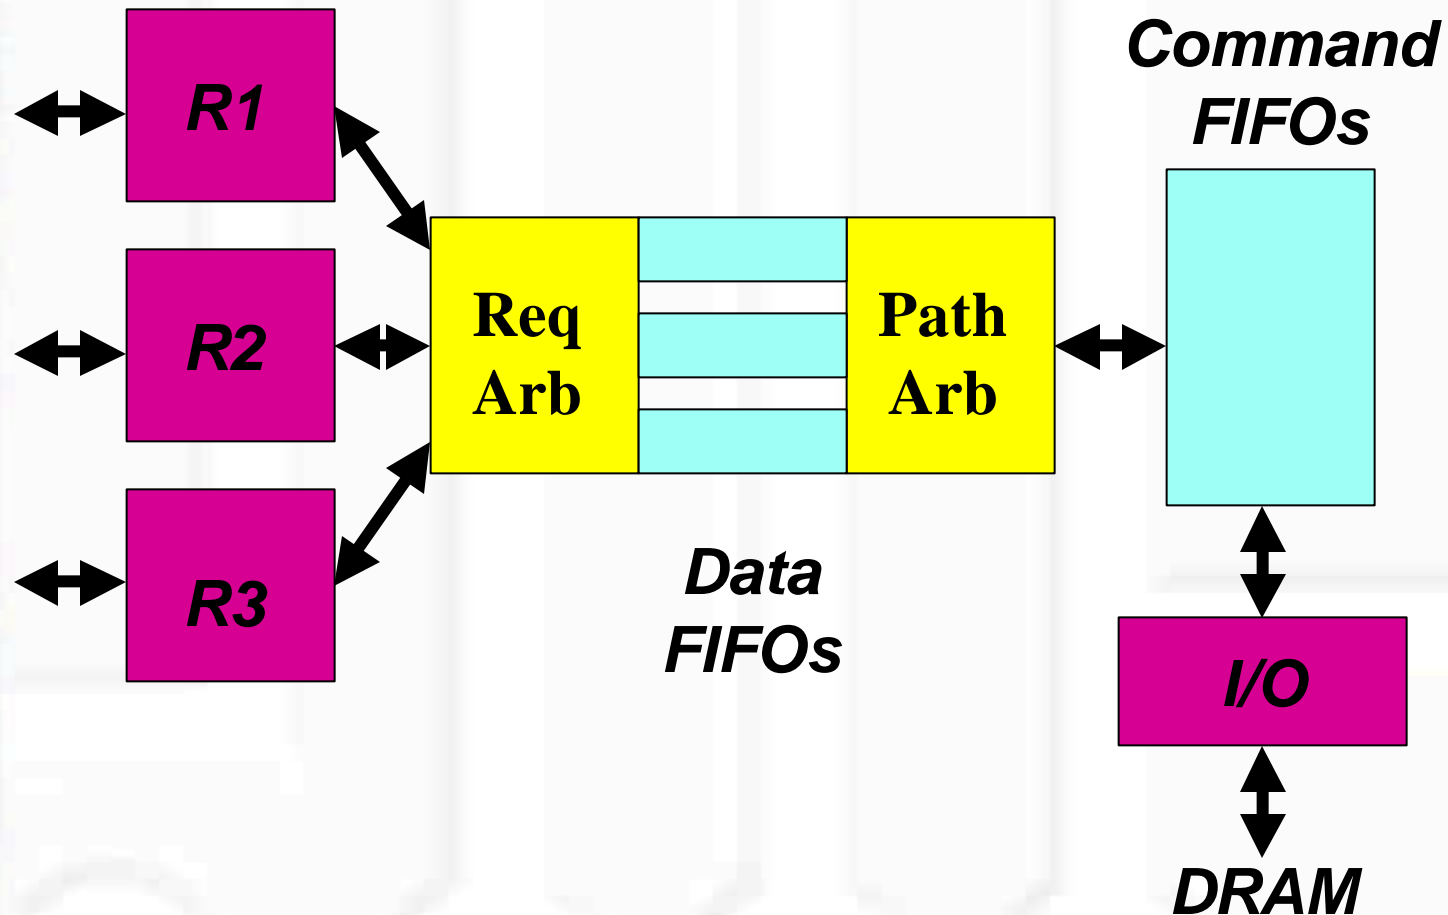 Command
FIFOs
R1
R2
R3
Req
Arb
Path
Arb
Data
FIFOs
I/O
DRAM